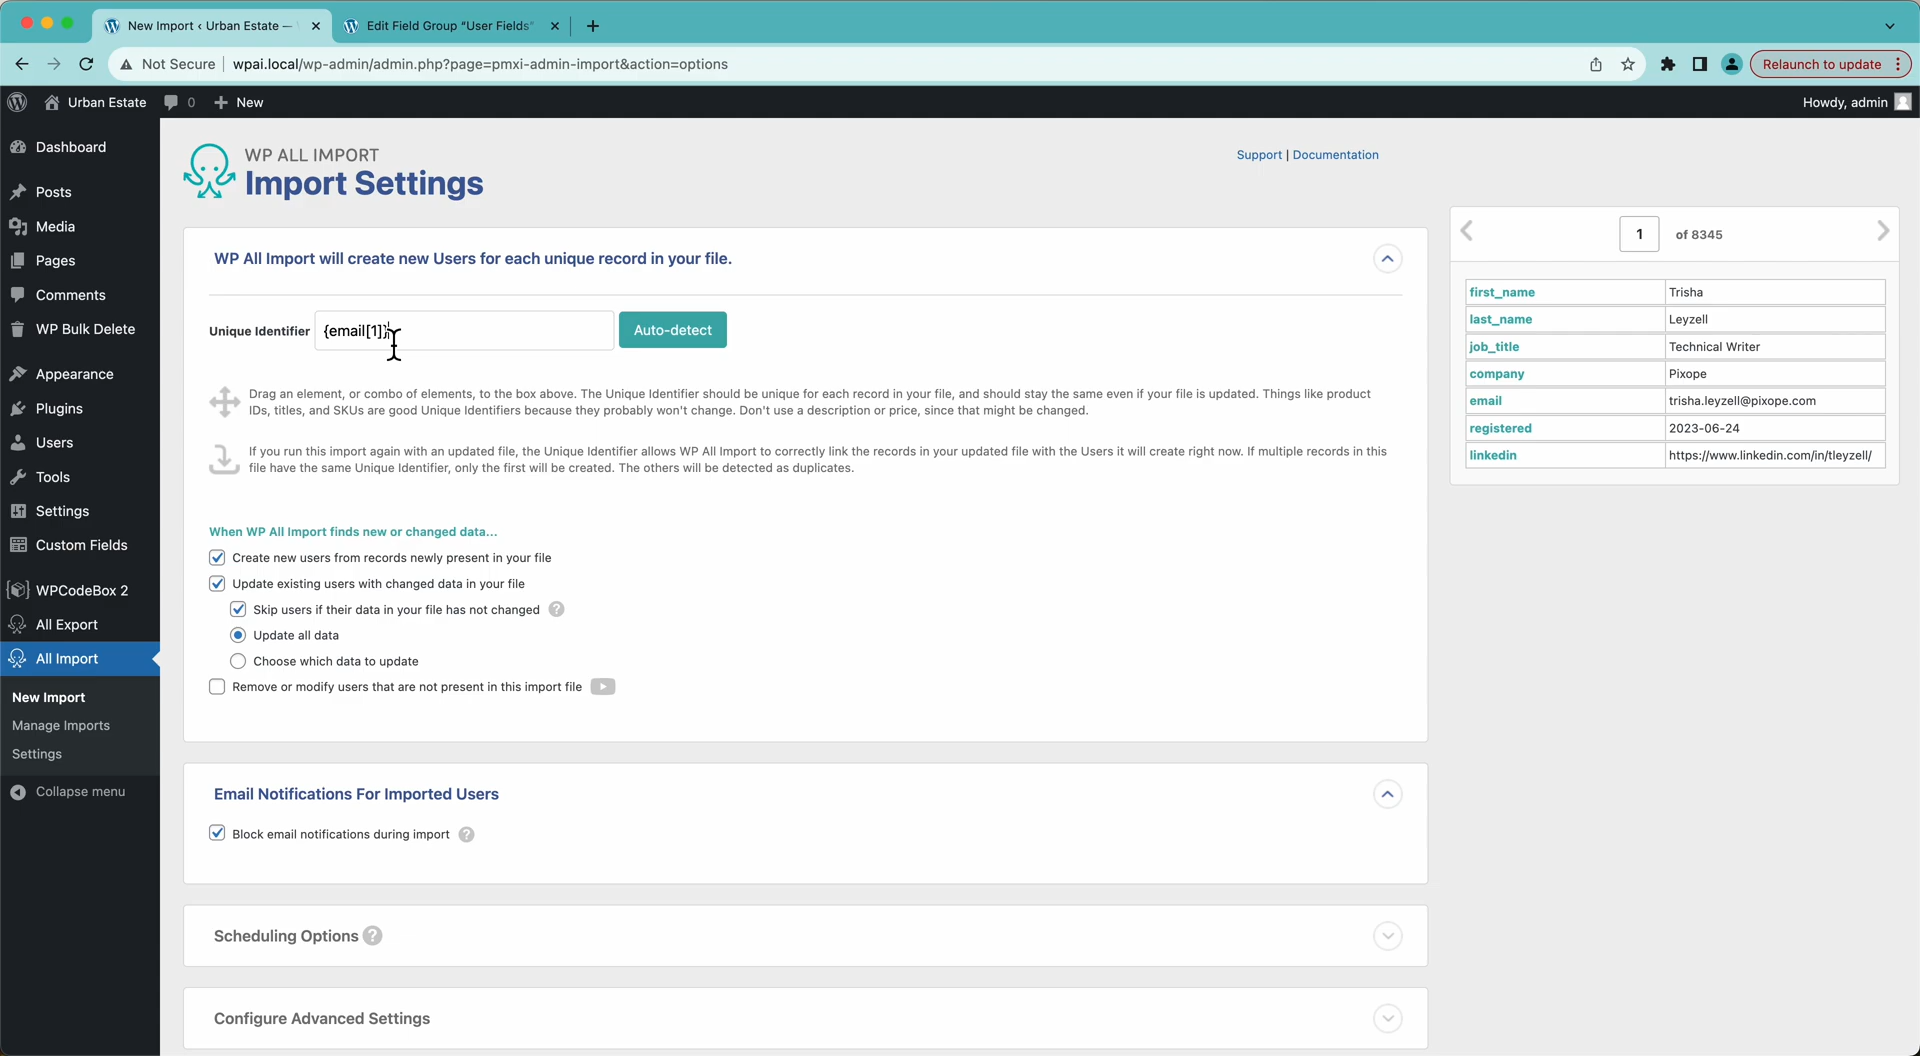 New Import ‹ Urban Estate —
Edit Field Group "User Fields"
Not Secure
wpai.local/wp-admin/admin.php?page=pmxi-admin-import&action=options
Relaunch to update
Urban Estate
0
New
Howdy, admin
Dashboard
Posts
Media
Pages
Comments
WP Bulk Delete
Appearance
Plugins
Users
Tools
Settings
Custom Fields
WPCodeBox 2
All Export
All Import
New Import
Manage Imports
Settings
Collapse menu
WP ALL IMPORT
Import Settings
Support | Documentation
WP All Import will create new Users for each unique record in your file.
Unique Identifier
{email[1]}
Auto-detect
Drag an element, or combo of elements, to the box above. The Unique Identifier should be unique for each record in your file, and should stay the same even if your file is updated. Things like product
IDs, titles, and SKUs are good Unique Identifiers because they probably won't change. Don't use a description or price, since that might be changed.
If you run this import again with an updated file, the Unique Identifier allows WP All Import to correctly link the records in your updated file with the Users it will create right now. If multiple records in this
file have the same Unique Identifier, only the first will be created. The others will be detected as duplicates.
When WP All Import finds new or changed data...
Create new users from records newly present in your file
Update existing users with changed data in your file
Skip users if their data in your file has not changed ?
Update all data
Choose which data to update
Remove or modify users that are not present in this import file
Email Notifications For Imported Users
Block email notifications during import ?
Scheduling Options ?
Configure Advanced Settings
1 of 8345
first_name Trisha
last_name Leyzell
job_title Technical Writer
company Pixope
email trisha.leyzell@pixope.com
registered 2023-06-24
linkedin https://www.linkedin.com/in/tleyzell/